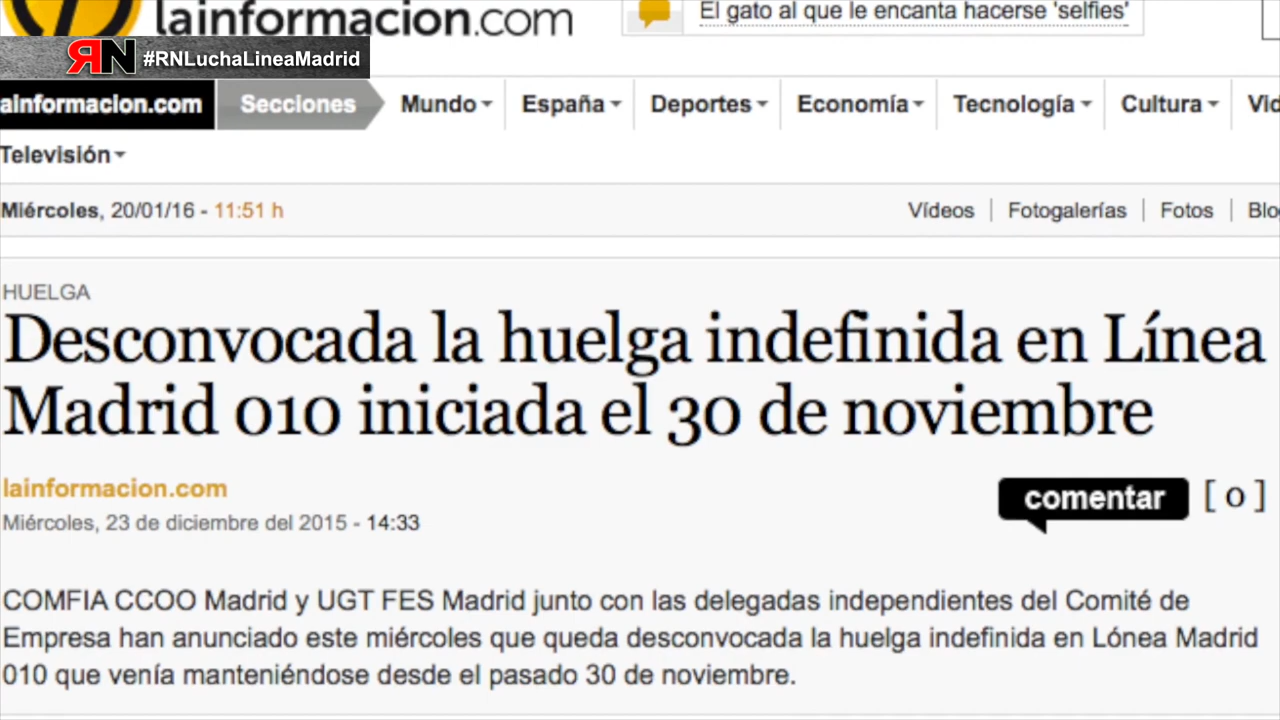 lainformacion.com
El gato al que le encanta hacerse 'selfies'
RN #RNLuchaLineaMadrid
ainformacion.com Secciones Mundo España Deportes Economía Tecnología Cultura Vid
Televisión
Miércoles, 20/01/16 - 11:51 h Vídeos Fotogalerías Fotos Blo
HUELGA
Desconvocada la huelga indefinida en Línea
Madrid 010 iniciada el 30 de noviembre
lainformacion.com
Miércoles, 23 de diciembre del 2015 - 14:33
comentar [ 0 ]
COMFIA CCOO Madrid y UGT FES Madrid junto con las delegadas independientes del Comité de
Empresa han anunciado este miércoles que queda desconvocada la huelga indefinida en Lónea Madrid
010 que venía manteniéndose desde el pasado 30 de noviembre.